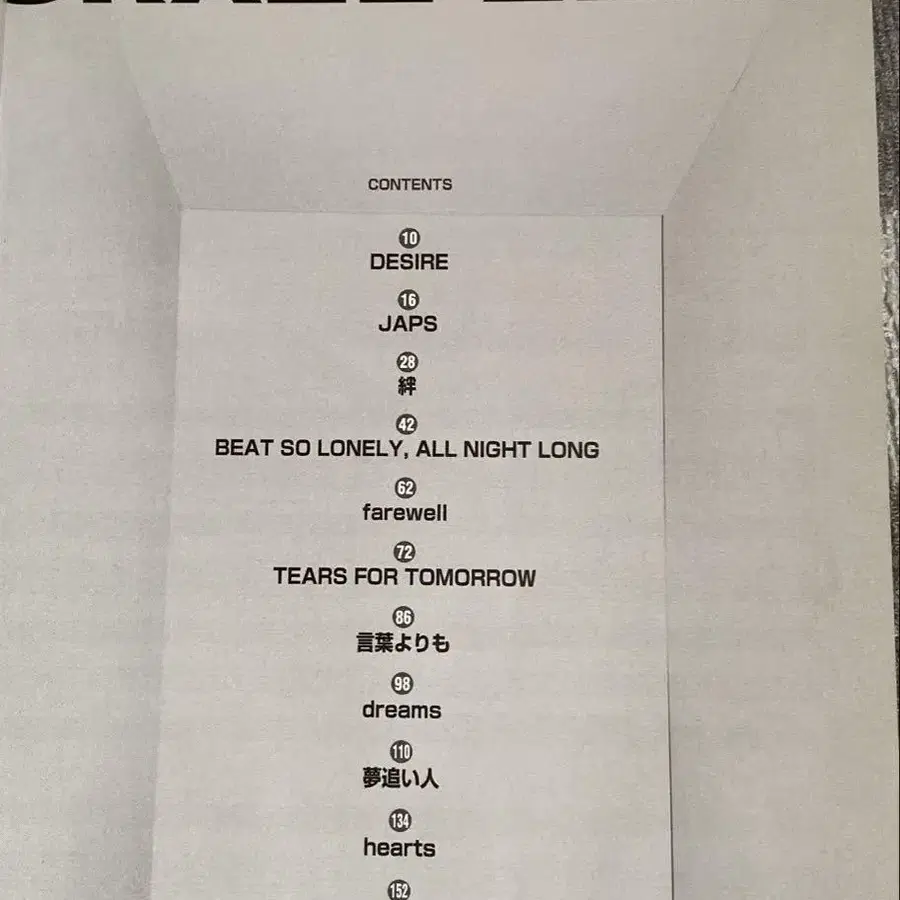 CONTENTS
10
DESIRE
16
JAPS
28
絆
42
BEAT SO LONELY, ALL NIGHT LONG
62
farewell
72
TEARS FOR TOMORROW
86
言葉よりも
98
dreams
110
夢追い人
134
hearts
152